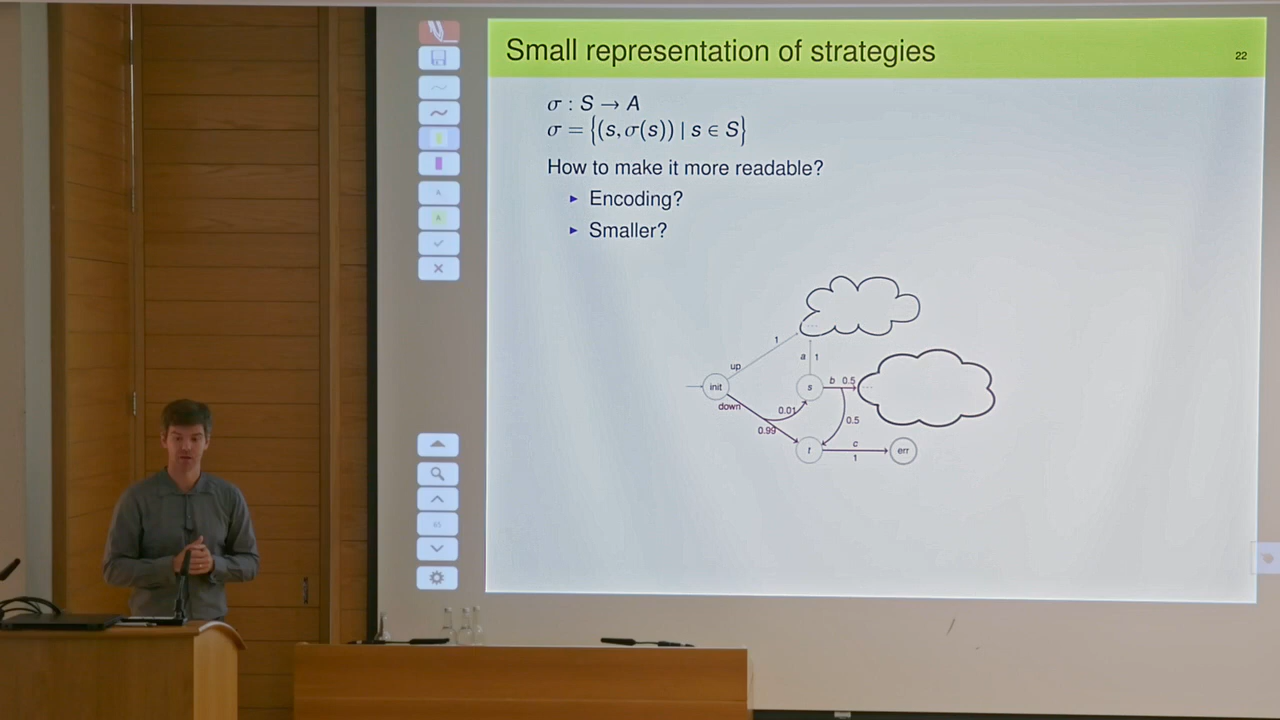 Small representation of strategies
22
σ : S → A
σ = {(s, σ(s)) | s ∈ S}
How to make it more readable?
▸ Encoding?
▸ Smaller?
1
up
a 1
init
s
b 0.5
down
0.01
0.99
0.5
t
c
1
err